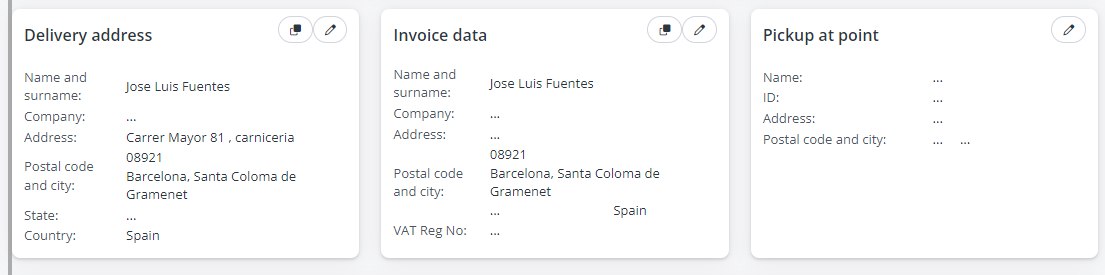 Delivery address
Name and
surname:
Jose Luis Fuentes
Company:
...
Address:
Carrer Mayor 81 , carniceria
Postal code
and city:
08921
Barcelona, Santa Coloma de
Gramenet
State:
...
Country:
Spain
Invoice data
Name and
surname:
Jose Luis Fuentes
Company:
...
Address:
...
Postal code
and city:
08921
Barcelona, Santa Coloma de
Gramenet
... Spain
VAT Reg No:
...
Pickup at point
Name:
...
ID:
...
Address:
...
Postal code and city:
... ...